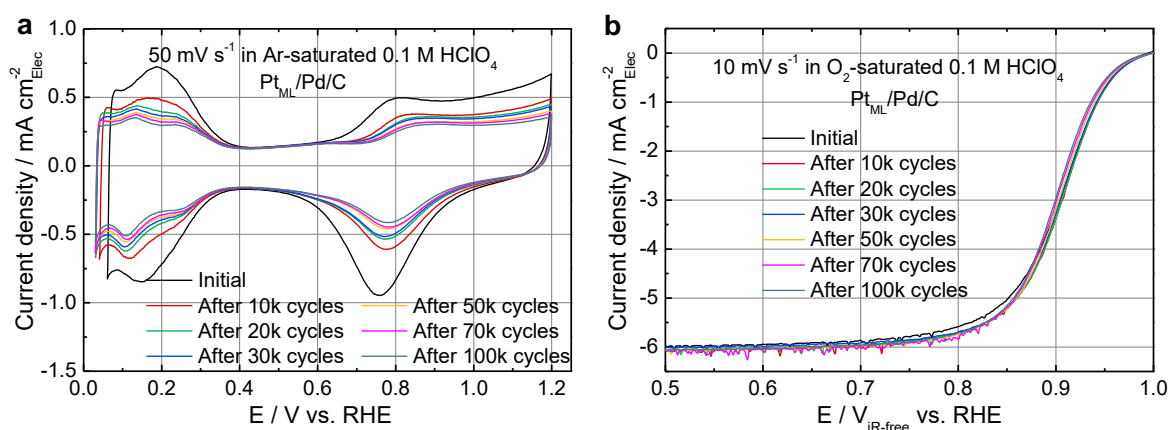 a
50 mV s⁻¹ in Ar-saturated 0.1 M HClO₄
Pt_ML/Pd/C
Current density / mA cm⁻²_Elec
1.0
0.5
0.0
-0.5
-1.0
-1.5
Initial
After 10k cycles
After 20k cycles
After 30k cycles
After 50k cycles
After 70k cycles
After 100k cycles
0.0 0.2 0.4 0.6 0.8 1.0 1.2
E / V vs. RHE
b
10 mV s⁻¹ in O₂-saturated 0.1 M HClO₄
Pt_ML/Pd/C
Current density / mA cm⁻²_Elec
0
-1
-2
-3
-4
-5
-6
-7
Initial
After 10k cycles
After 20k cycles
After 30k cycles
After 50k cycles
After 70k cycles
After 100k cycles
0.5 0.6 0.7 0.8 0.9 1.0
E / V_iR-free vs. RHE